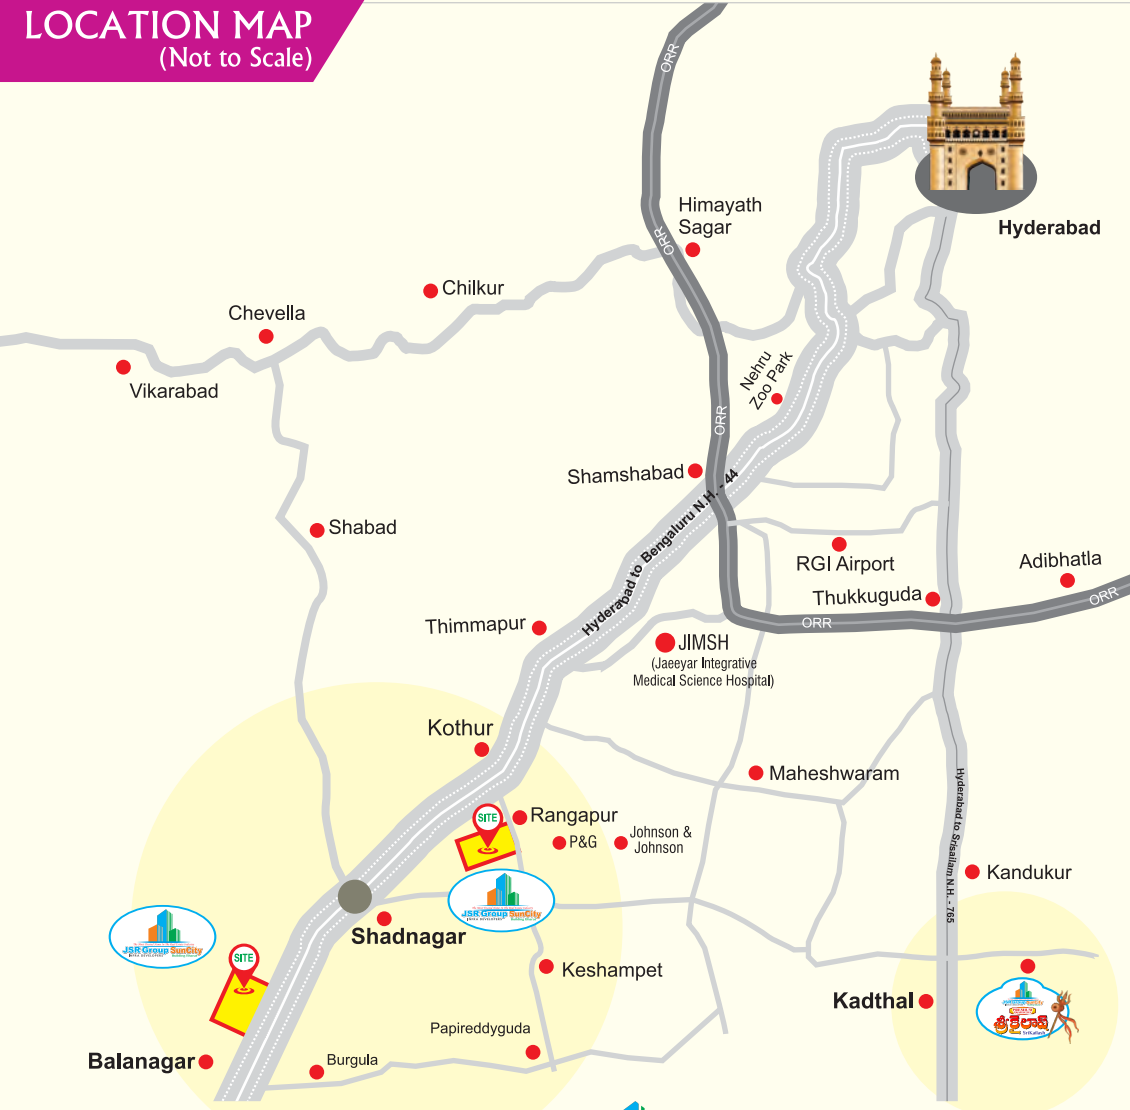 LOCATION MAP
(Not to Scale)
ORR
Himayath
Sagar
ORR
Hyderabad
Chilkur
Chevella
Vikarabad
Nehru
Zoo Park
ORR
Shamshabad
Hyderabad to Bengaluru N.H. - 44
Shabad
RGI Airport
Adibhatla
Thukkuguda
ORR
ORR
Thimmapur
JIMSH
(Jaeeyar Integrative
Medical Science Hospital)
Kothur
Maheshwaram
Hyderabad to Srisailam N.H. - 765
SITE
Rangapur
P&G
Johnson &
Johnson
Kandukur
JSR Group SunCity
Shadnagar
JSR Group SunCity
SITE
Keshampet
Kadthal
శ్రీకైలాష్
SriKailash
Papireddyguda
Balanagar
Burgula